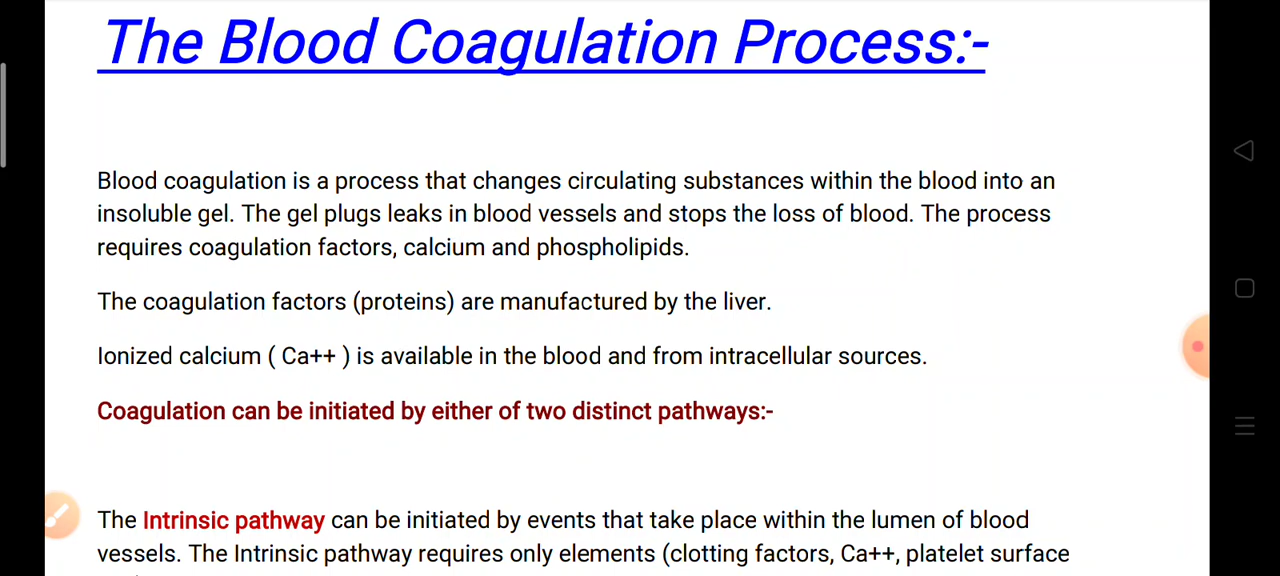 The Blood Coagulation Process:-
Blood coagulation is a process that changes circulating substances within the blood into an
insoluble gel. The gel plugs leaks in blood vessels and stops the loss of blood. The process
requires coagulation factors, calcium and phospholipids.
The coagulation factors (proteins) are manufactured by the liver.
Ionized calcium ( Ca++ ) is available in the blood and from intracellular sources.
Coagulation can be initiated by either of two distinct pathways:-
The Intrinsic pathway can be initiated by events that take place within the lumen of blood
vessels. The Intrinsic pathway requires only elements (clotting factors, Ca++, platelet surface